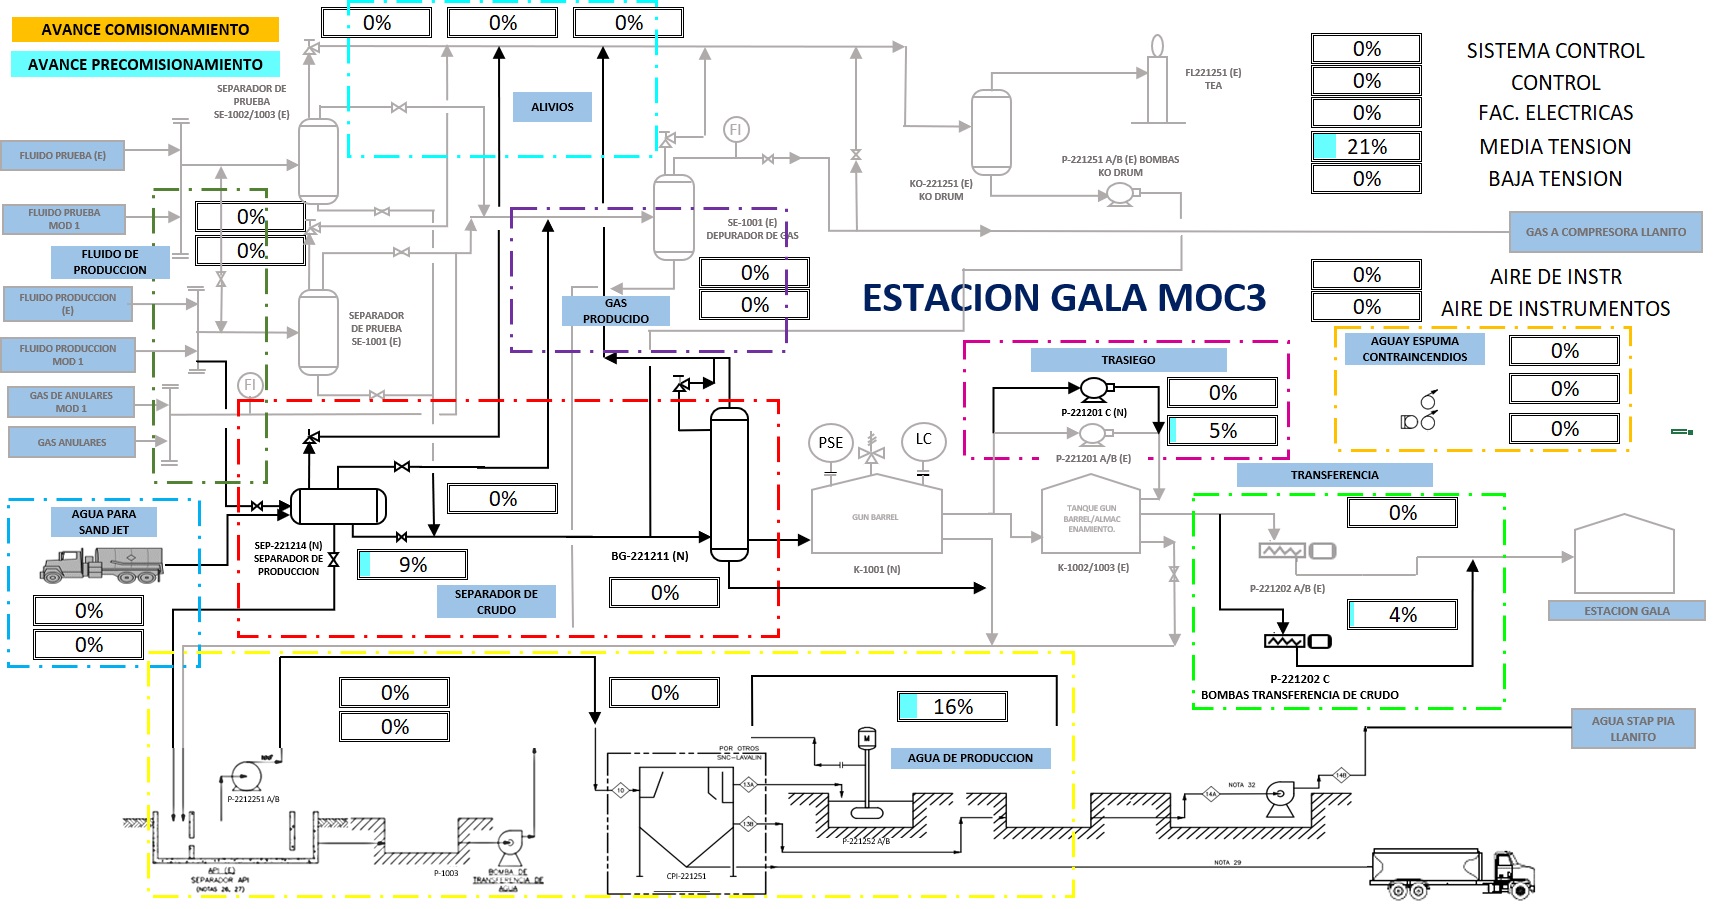 AVANCE COMISIONAMIENTO
AVANCE PRECOMISIONAMIENTO
0%
0%
0%
ALIVIOS
SEPARADOR DE
PRUEBA
SE-1002/1003 (E)
FLUIDO PRUEBA (E)
FLUIDO PRUEBA
MOD 1
0%
0%
FLUIDO DE
PRODUCCION
FLUIDO PRODUCCION
(E)
FLUIDO PRODUCCION
MOD 1
GAS DE ANULARES
MOD 1
GAS ANULARES
FI
SEPARADOR
DE PRUEBA
SE-1001 (E)
FI
SE-1001 (E)
DEPURADOR DE GAS
0%
0%
GAS
PRODUCIDO
FL221251 (E)
TEA
P-221251 A/B (E) BOMBAS
KO DRUM
KO-221251 (E)
KO DRUM
0%
SISTEMA CONTROL
0%
CONTROL
0%
FAC. ELECTRICAS
21%
MEDIA TENSION
0%
BAJA TENSION
GAS A COMPRESORA LLANITO
0%
AIRE DE INSTR
0%
AIRE DE INSTRUMENTOS
ESTACION GALA MOC3
AGUAY ESPUMA
CONTRAINCENDIOS
0%
0%
0%
TRASIEGO
P-221201 C (N)
0%
5%
P-221201 A/B (E)
PSE
LC
GUN BARREL
K-1001 (N)
TANQUE GUN
BARREL/ALMAC
ENAMIENTO.
K-1002/1003 (E)
TRANSFERENCIA
0%
P-221202 A/B (E)
4%
P-221202 C
BOMBAS TRANSFERENCIA DE CRUDO
ESTACION GALA
AGUA PARA
SAND JET
0%
0%
SEP-221214 (N)
SEPARADOR DE
PRODUCCION
0%
9%
SEPARADOR DE
CRUDO
BG-221211 (N)
0%
0%
0%
0%
16%
AGUA DE PRODUCCION
AGUA STAP PIA
LLANITO
P-2212251 A/B
API (E)
SEPARADOR API
(NOTAS 26, 27)
P-1003
BOMBA DE
TRANSFERENCIA DE
AGUA
POR OTROS
SNC-LAVALIN
10
13A
13B
CPI-221251
M
P-221252 A/B
14A
NOTA 32
14B
NOTA 29